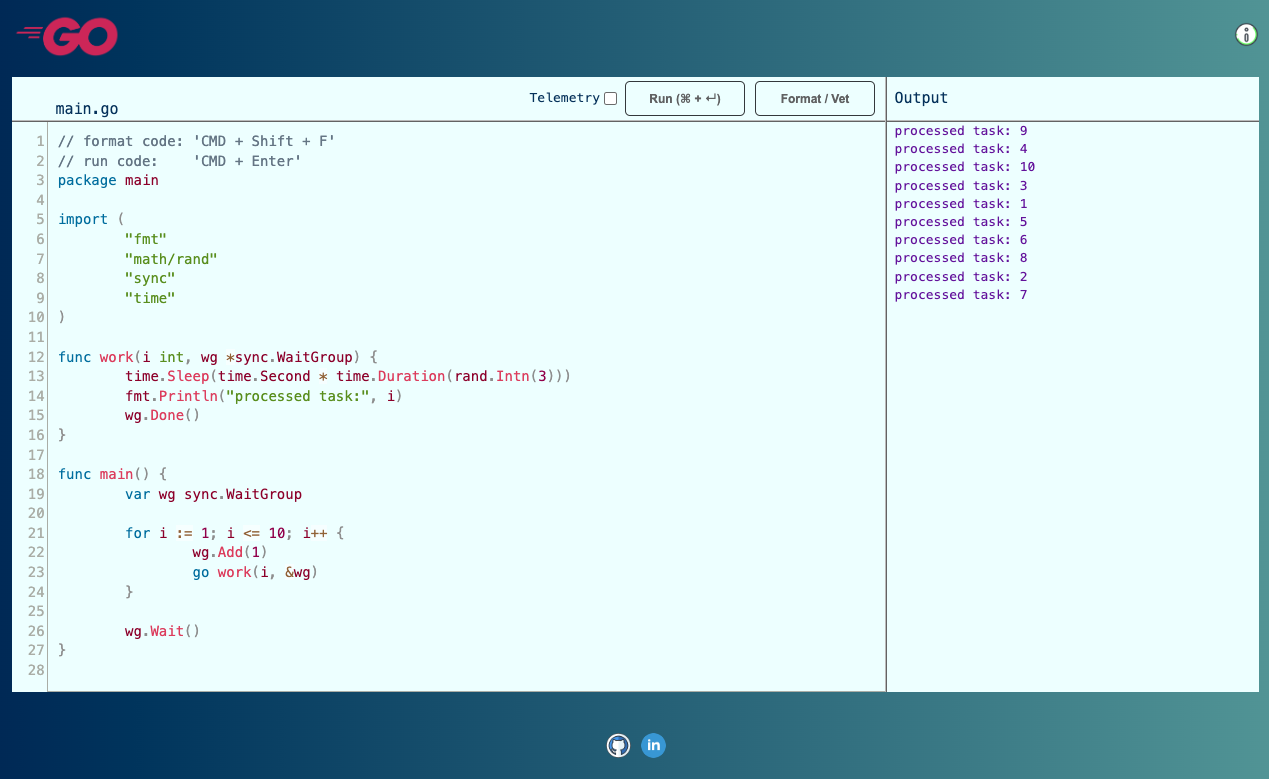 GO
main.go
Telemetry
Run (⌘ + ↵)
Format / Vet
Output
1 // format code: 'CMD + Shift + F'
2 // run code:    'CMD + Enter'
3 package main
4
5 import (
6         "fmt"
7         "math/rand"
8         "sync"
9         "time"
10 )
11
12 func work(i int, wg *sync.WaitGroup) {
13         time.Sleep(time.Second * time.Duration(rand.Intn(3)))
14         fmt.Println("processed task:", i)
15         wg.Done()
16 }
17
18 func main() {
19         var wg sync.WaitGroup
20
21         for i := 1; i <= 10; i++ {
22                 wg.Add(1)
23                 go work(i, &wg)
24         }
25
26         wg.Wait()
27 }
28
processed task: 9
processed task: 4
processed task: 10
processed task: 3
processed task: 1
processed task: 5
processed task: 6
processed task: 8
processed task: 2
processed task: 7
in